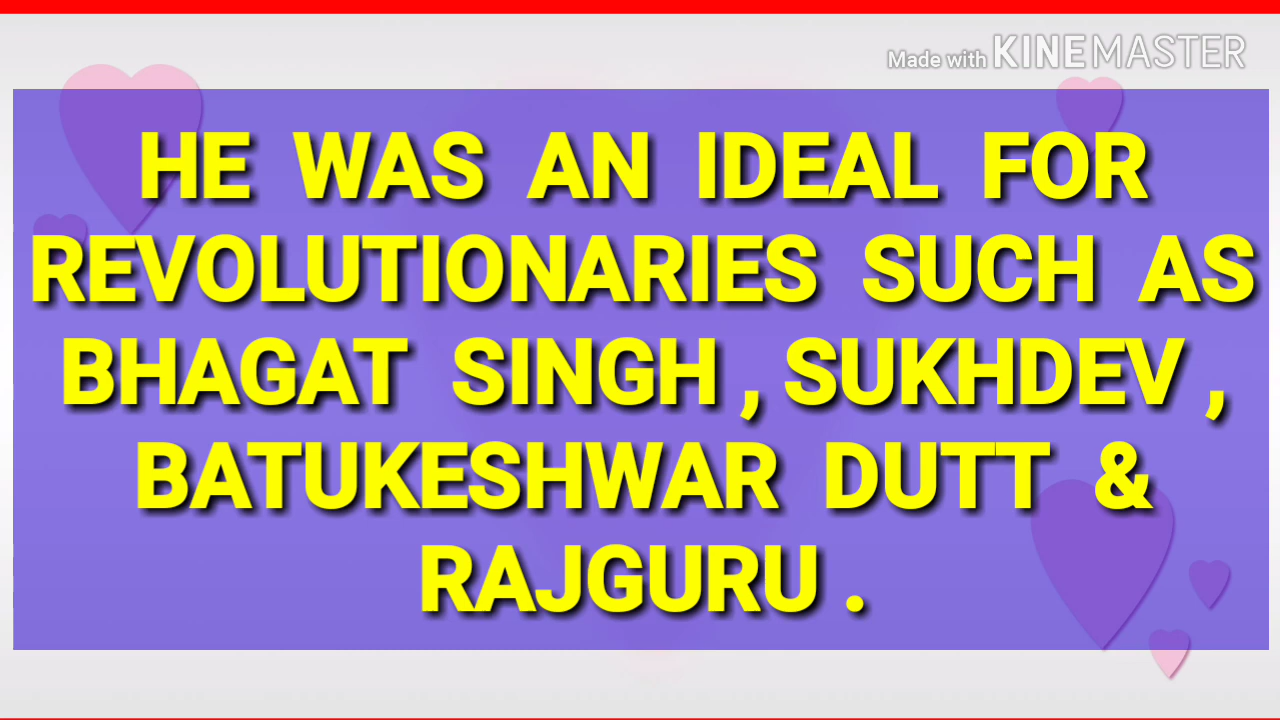 Made with KINEMASTER
HE WAS AN IDEAL FOR
REVOLUTIONARIES SUCH AS
BHAGAT SINGH , SUKHDEV ,
BATUKESHWAR DUTT &
RAJGURU .